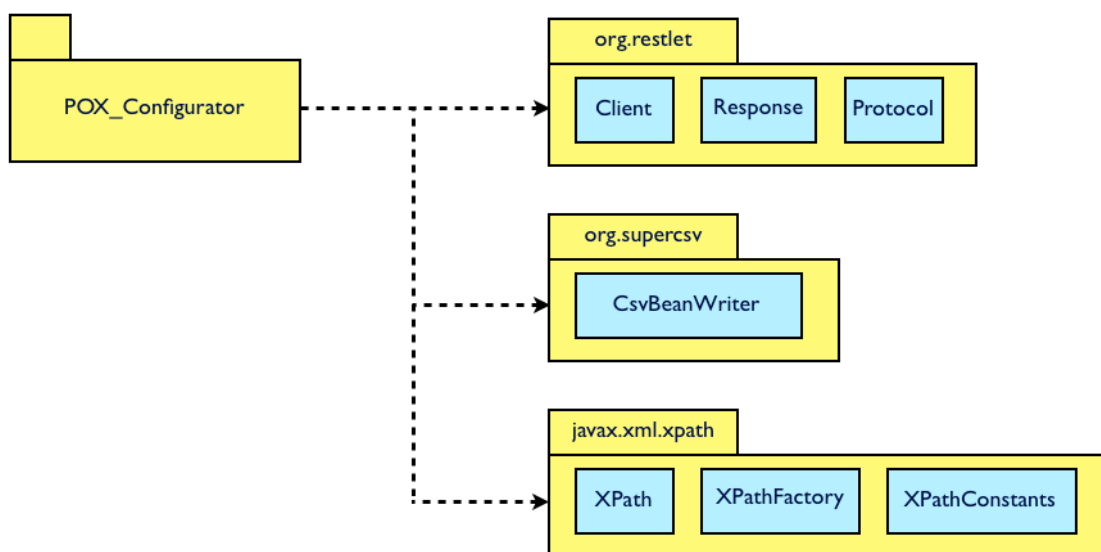 POX_Configurator
org.restlet
Client
Response
Protocol
org.supercsv
CsvBeanWriter
javax.xml.xpath
XPath
XPathFactory
XPathConstants